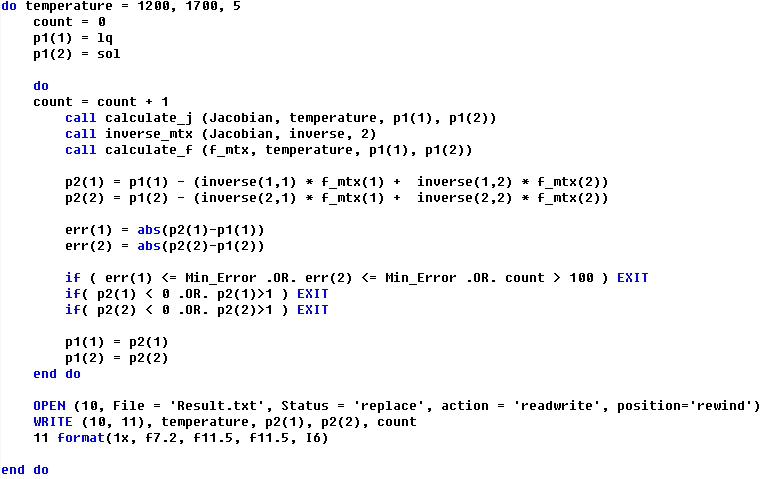 do temperature = 1200, 1700, 5
count = 0
p1(1) = lq
p1(2) = sol
do
count = count + 1
call calculate_j (Jacobian, temperature, p1(1), p1(2))
call inverse_mtx (Jacobian, inverse, 2)
call calculate_f (f_mtx, temperature, p1(1), p1(2))
p2(1) = p1(1) - (inverse(1,1) * f_mtx(1) +  inverse(1,2) * f_mtx(2))
p2(2) = p1(2) - (inverse(2,1) * f_mtx(1) +  inverse(2,2) * f_mtx(2))
err(1) = abs(p2(1)-p1(1))
err(2) = abs(p2(2)-p1(2))
if ( err(1) <= Min_Error .OR. err(2) <= Min_Error .OR. count > 100 ) EXIT
if( p2(1) < 0 .OR. p2(1)>1 ) EXIT
if( p2(2) < 0 .OR. p2(2)>1 ) EXIT
p1(1) = p2(1)
p1(2) = p2(2)
end do
OPEN (10, File = 'Result.txt', Status = 'replace', action = 'readwrite', position='rewind')
WRITE (10, 11), temperature, p2(1), p2(2), count
11 format(1x, f7.2, f11.5, f11.5, I6)
end do